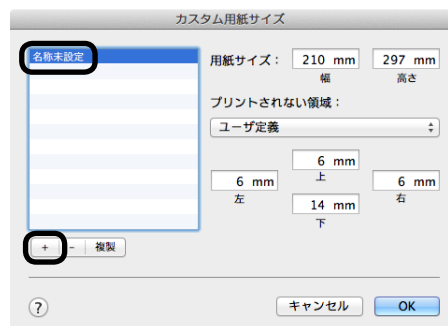 カスタム用紙サイズ
名称未設定
用紙サイズ： 210 mm 297 mm
幅 高さ
プリントされない領域：
ユーザ定義
6 mm
上
6 mm 6 mm
左 右
14 mm
下
+ − 複製
? キャンセル OK